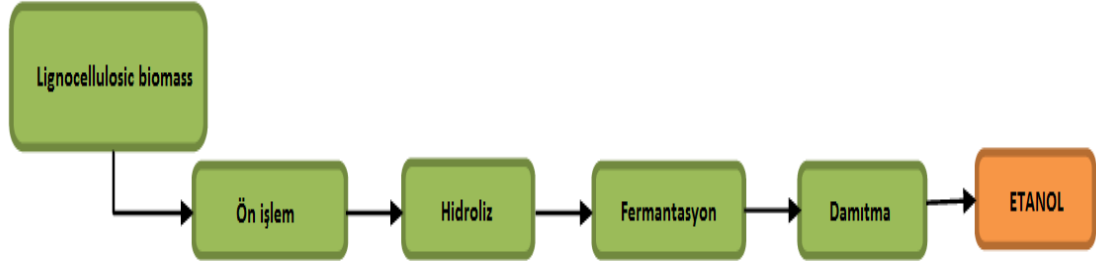 Lignocellulosic biomass
Ön işlem
Hidroliz
Fermantasyon
Damıtma
ETANOL